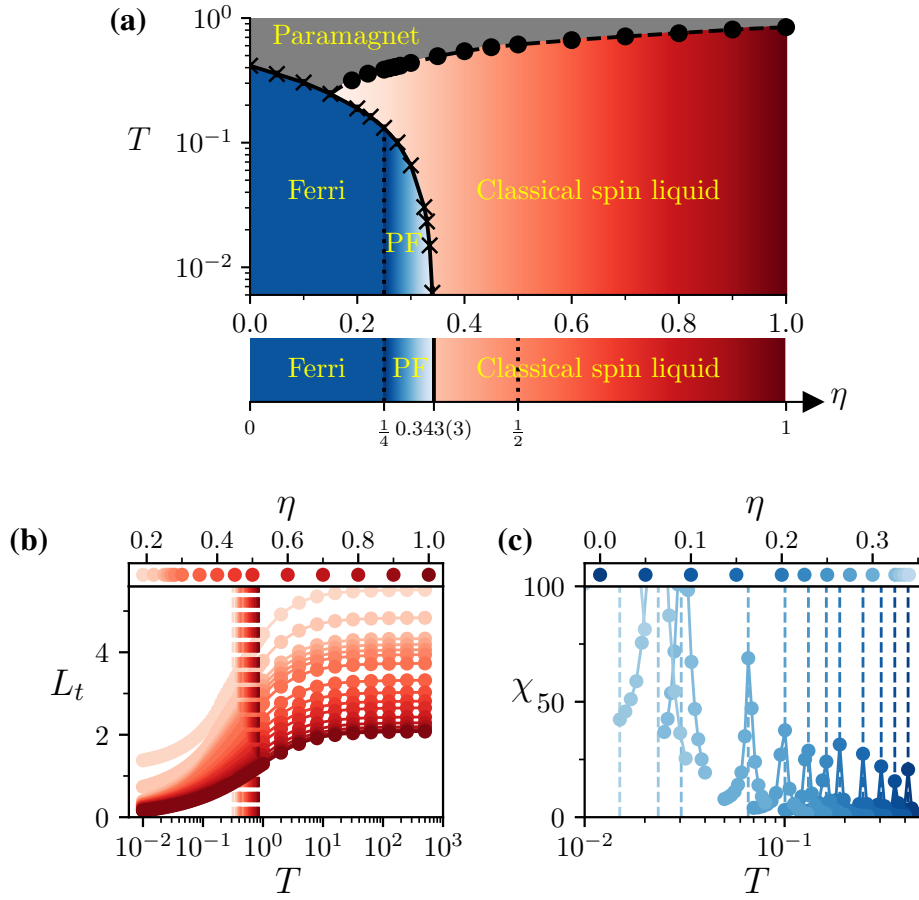 (a)
10^0
Paramagnet
T
10^-1
Ferri
Classical spin liquid
PF
10^-2
0.0 0.2 0.4 0.6 0.8 1.0
Ferri PF Classical spin liquid
η
0 1/4 0.343(3) 1/2 1
(b)
η
0.2 0.4 0.6 0.8 1.0
4
L_t
2
0
10^-2 10^-1 10^0 10^1 10^2 10^3
T
(c)
η
0.0 0.1 0.2 0.3
100
χ
50
0
10^-2 10^-1
T